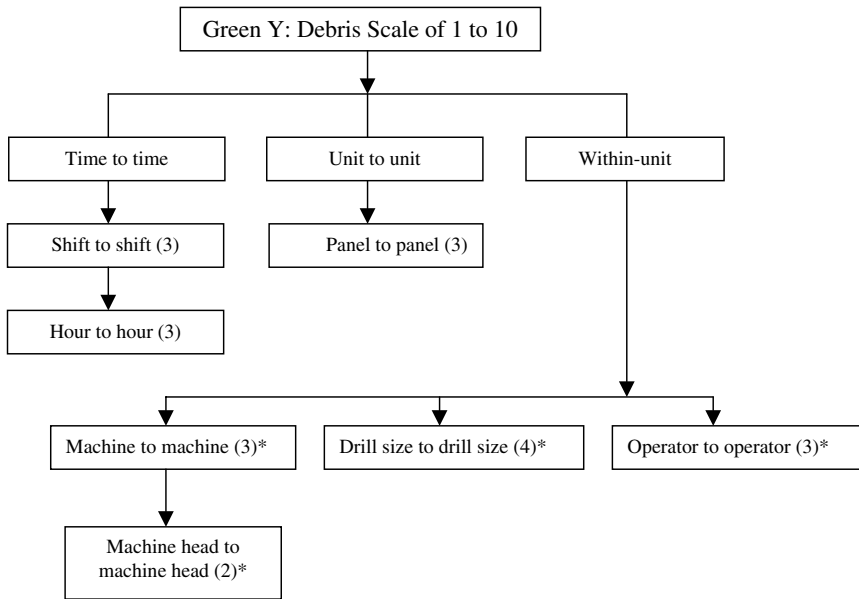 Green Y: Debris Scale of 1 to 10
Time to time
Unit to unit
Within-unit
Shift to shift (3)
Panel to panel (3)
Hour to hour (3)
Machine to machine (3)*
Drill size to drill size (4)*
Operator to operator (3)*
Machine head to
machine head (2)*